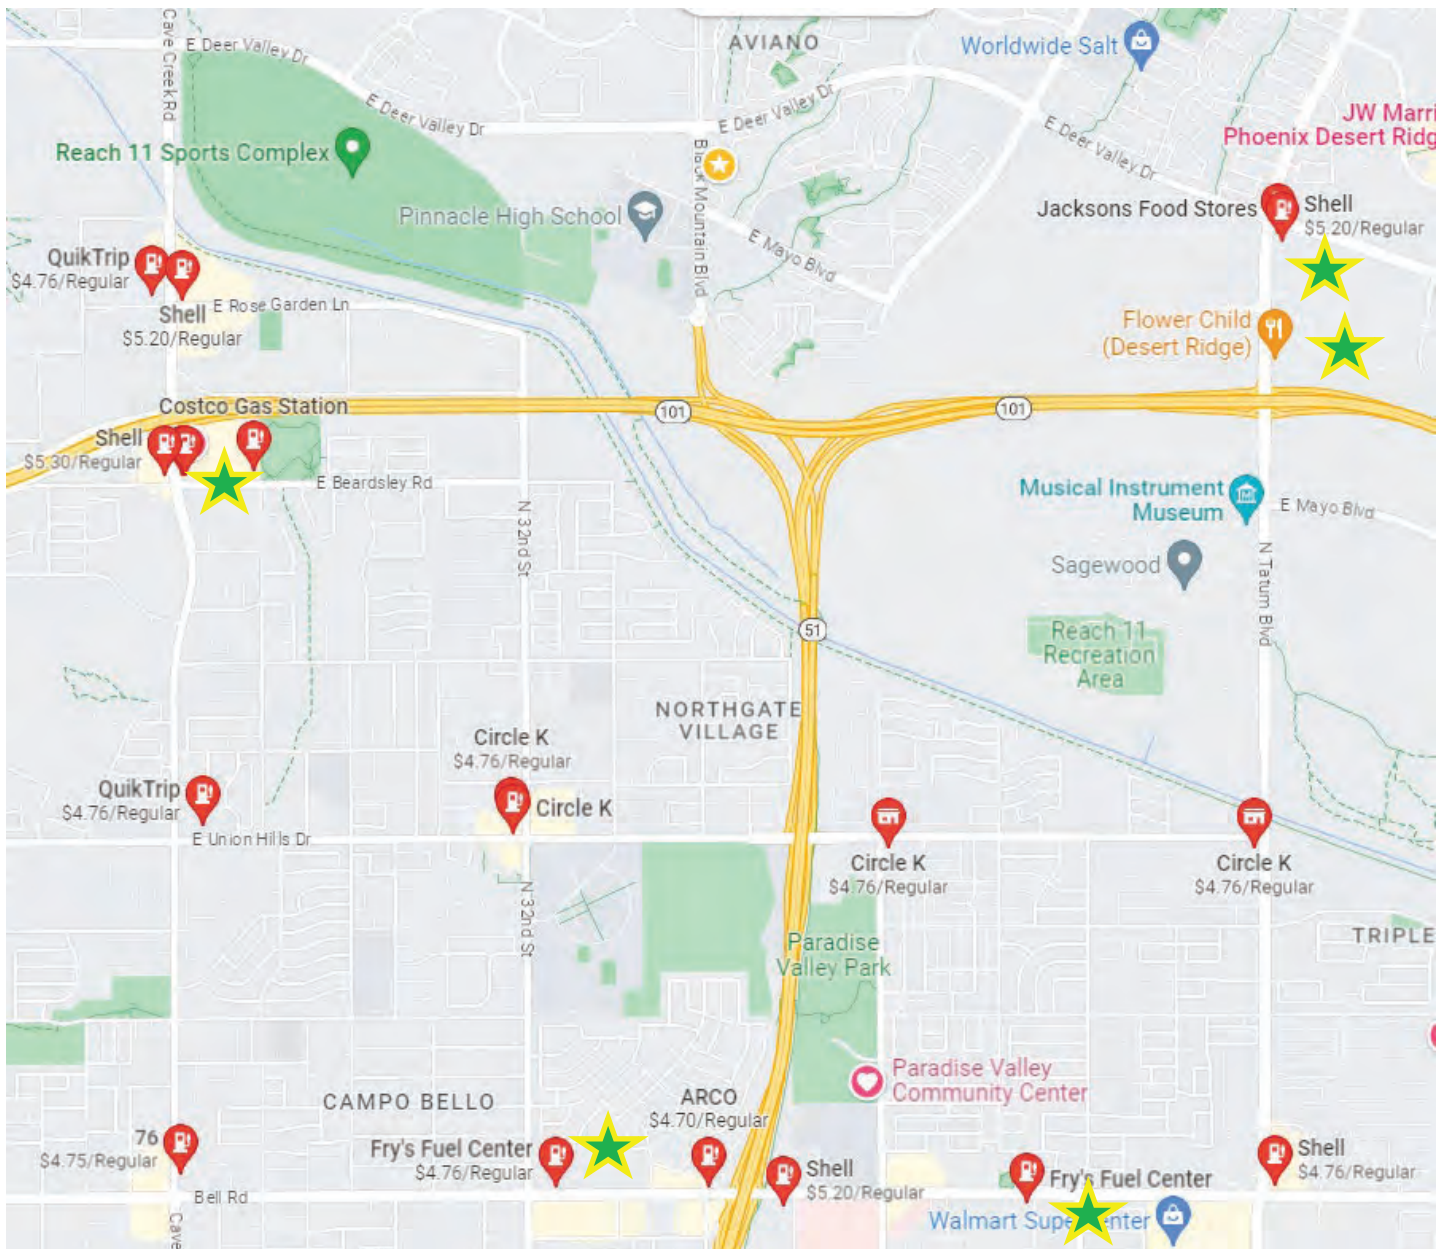 Cave Creek Rd
E Deer Valley Dr
E Deer Valley Dr
AVIANO
E Deer Valley Dr
Worldwide Salt
E Deer Valley Dr
JW Marri
Phoenix Desert Ridg
Reach 11 Sports Complex
Black Mountain Blvd
Pinnacle High School
E Mayo Blvd
Jacksons Food Stores
Shell
$5.20/Regular
QuikTrip
$4.76/Regular
Shell
$5.20/Regular
E Rose Garden Ln
Flower Child
(Desert Ridge)
Costco Gas Station
101
101
Shell
$5.30/Regular
E Beardsley Rd
N 32nd St
Musical Instrument
Museum
E Mayo Blvd
Sagewood
N Tatum Blvd
51
Reach 11
Recreation
Area
NORTHGATE
VILLAGE
Circle K
$4.76/Regular
Circle K
QuikTrip
$4.76/Regular
E Union Hills Dr
Circle K
$4.76/Regular
Circle K
$4.76/Regular
N 32nd St
Paradise
Valley Park
TRIPLE
Paradise Valley
Community Center
CAMPO BELLO
ARCO
$4.70/Regular
76
$4.75/Regular
Fry's Fuel Center
$4.76/Regular
Shell
$5.20/Regular
Fry's Fuel Center
Shell
$4.76/Regular
Bell Rd
Walmart Supe enter
Cave